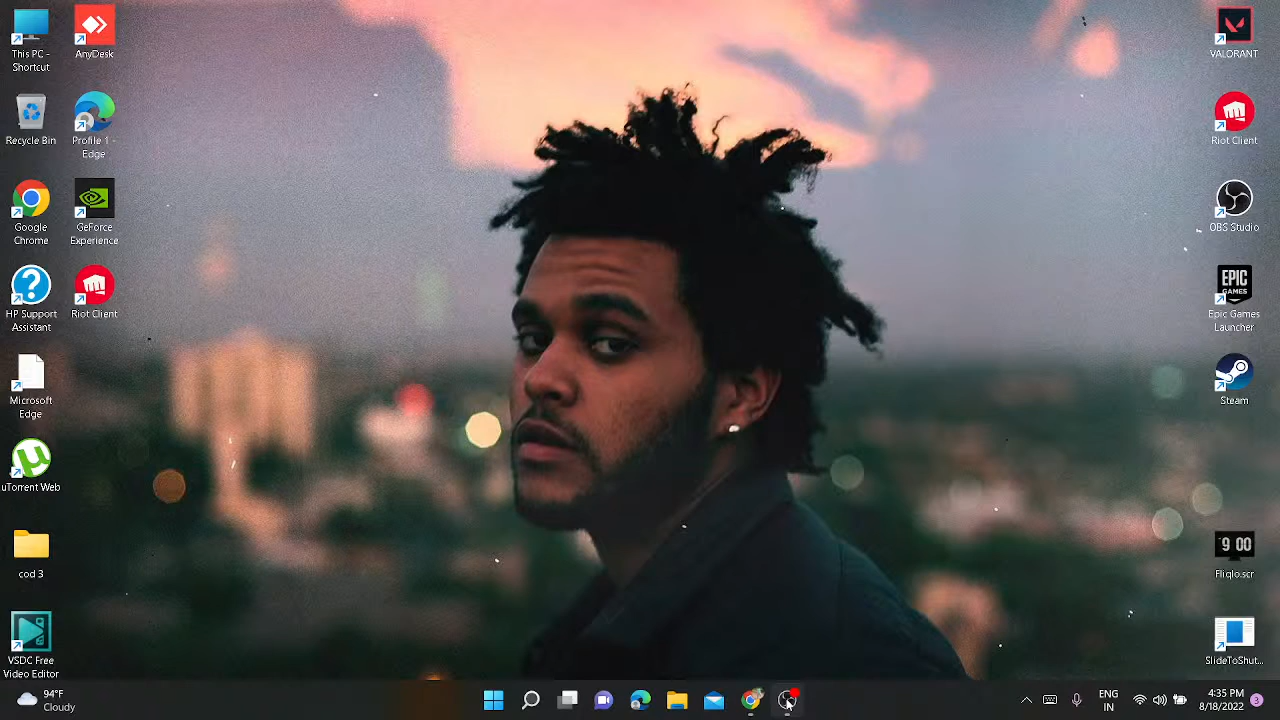 This PC -
Shortcut
AnyDesk
Recycle Bin
Profile 1 -
Edge
Google
Chrome
GeForce
Experience
HP Support
Assistant
Riot Client
Microsoft
Edge
µTorrent Web
cod 3
VSDC Free
Video Editor
VALORANT
Riot Client
OBS Studio
EPIC
GAMES
Epic Games
Launcher
Steam
9 00
Fliqlo.scr
SlideToShut...
94°F
Cloudy
ENG
IN
4:35 PM
8/18/2022
3